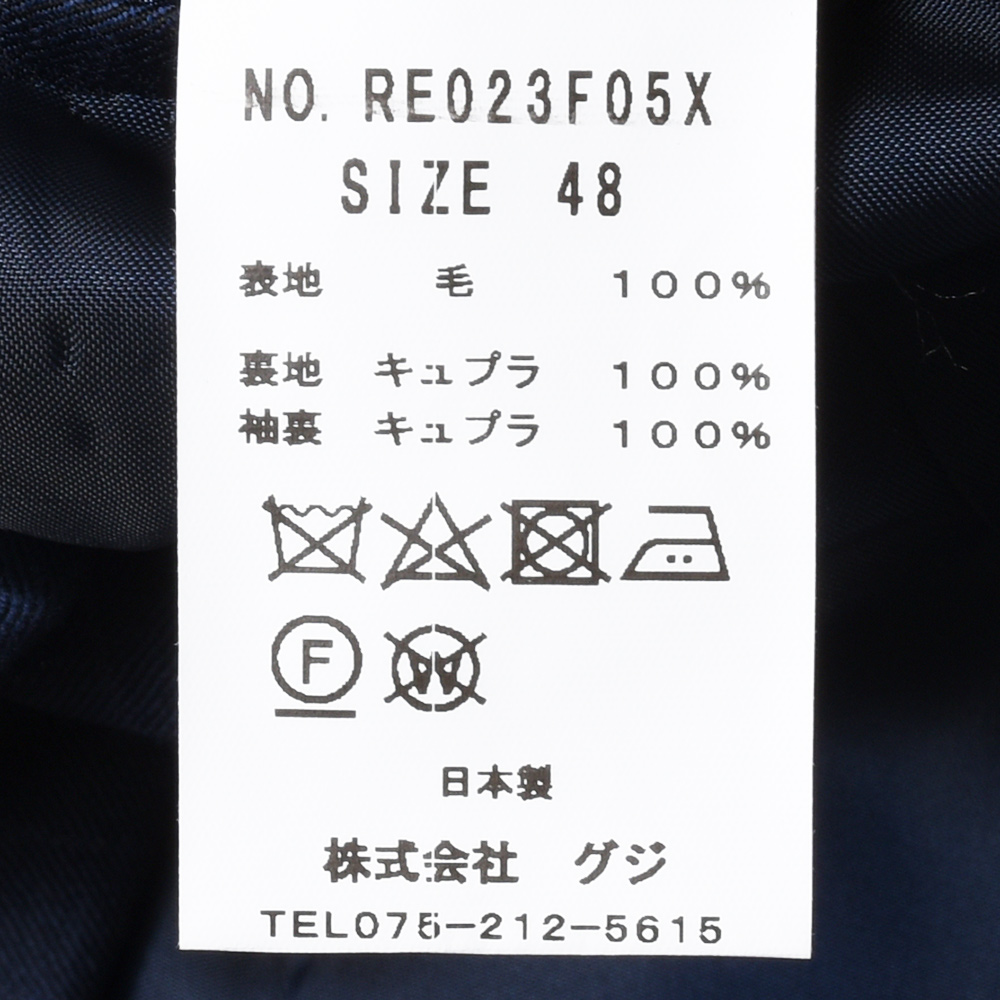 NO. RE023F05X
SIZE 48
表地 毛 100%
裏地 キュプラ 100%
袖裏 キュプラ 100%
F
W
日本製
株式会社 グジ
TEL075-212-5615